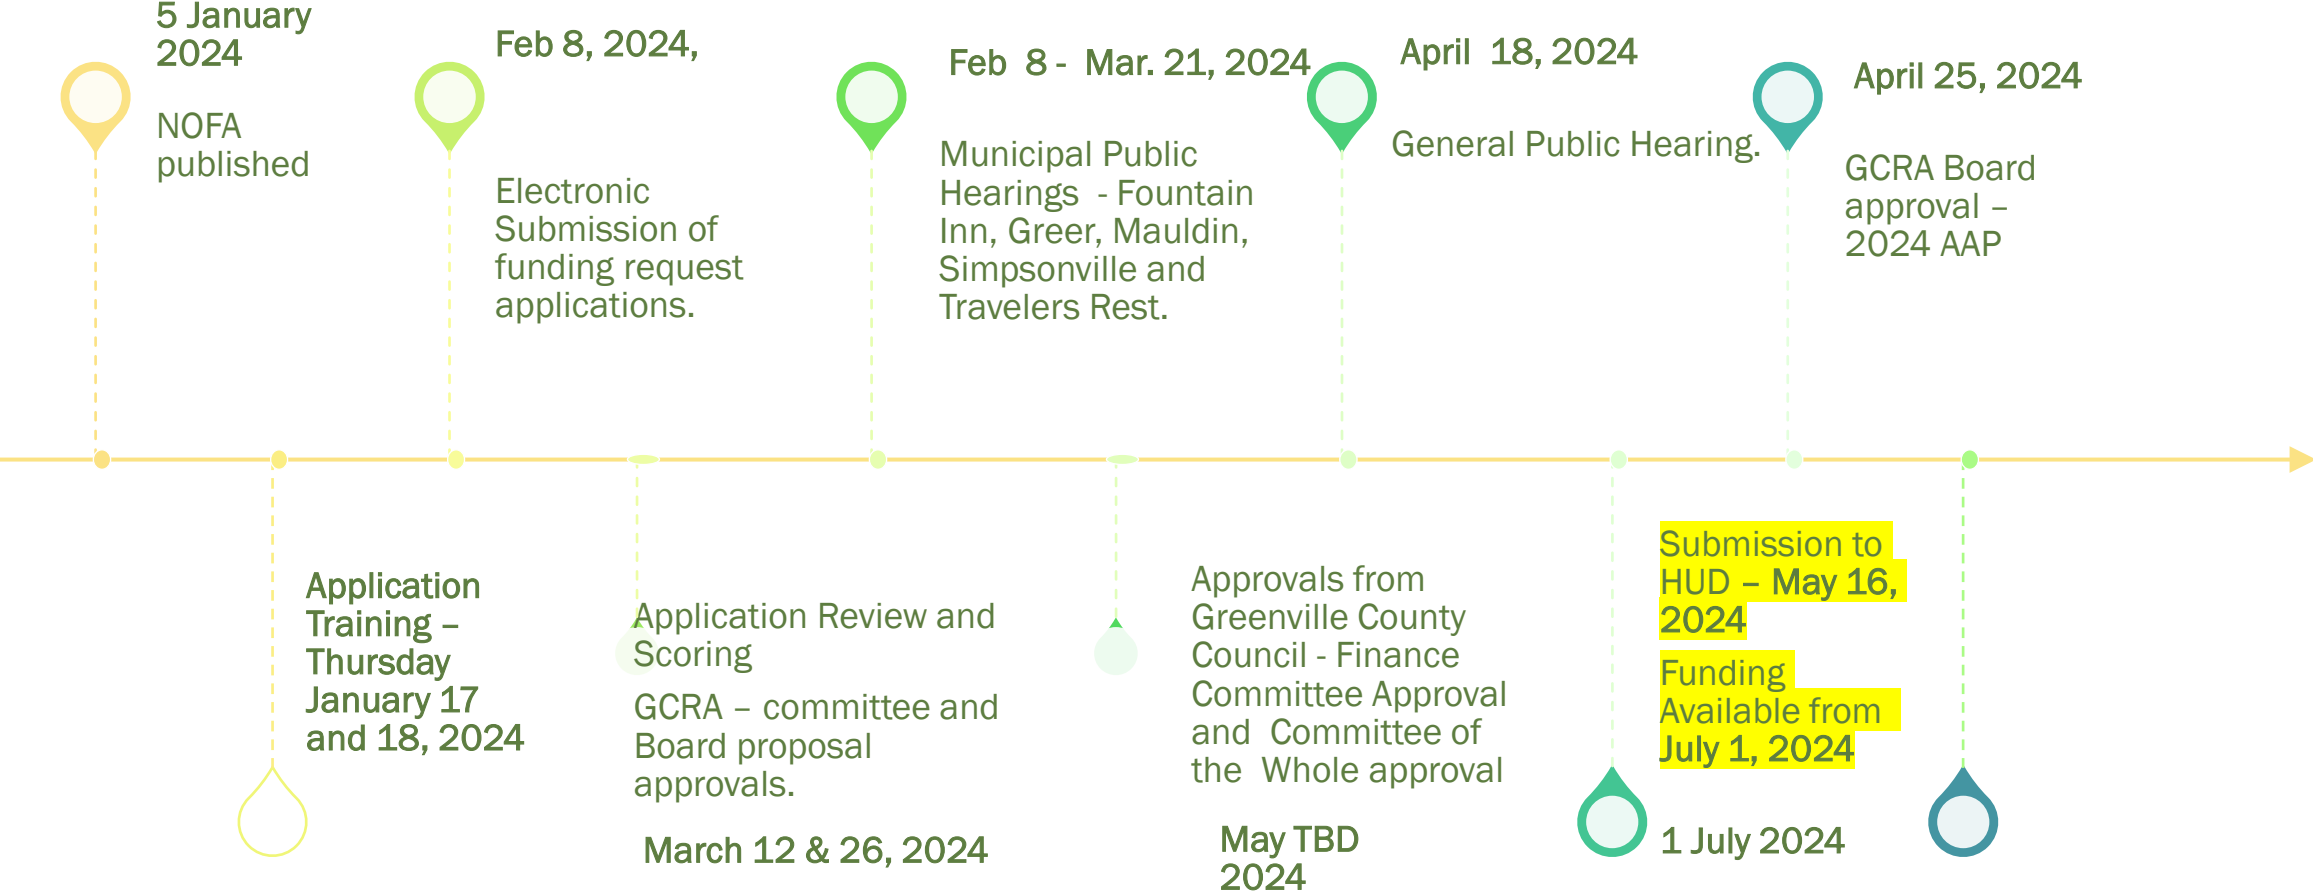 5 January
2024
NOFA
published
Feb 8, 2024,
Electronic
Submission of
funding request
applications.
Feb 8 - Mar. 21, 2024
Municipal Public
Hearings - Fountain
Inn, Greer, Mauldin,
Simpsonville and
Travelers Rest.
April 18, 2024
General Public Hearing.
April 25, 2024
GCRA Board
approval –
2024 AAP
Application
Training –
Thursday
January 17
and 18, 2024
Application Review and
Scoring
GCRA – committee and
Board proposal
approvals.
March 12 & 26, 2024
Approvals from
Greenville County
Council - Finance
Committee Approval
and Committee of
the Whole approval
May TBD
2024
Submission to
HUD – May 16,
2024
Funding
Available from
July 1, 2024
1 July 2024